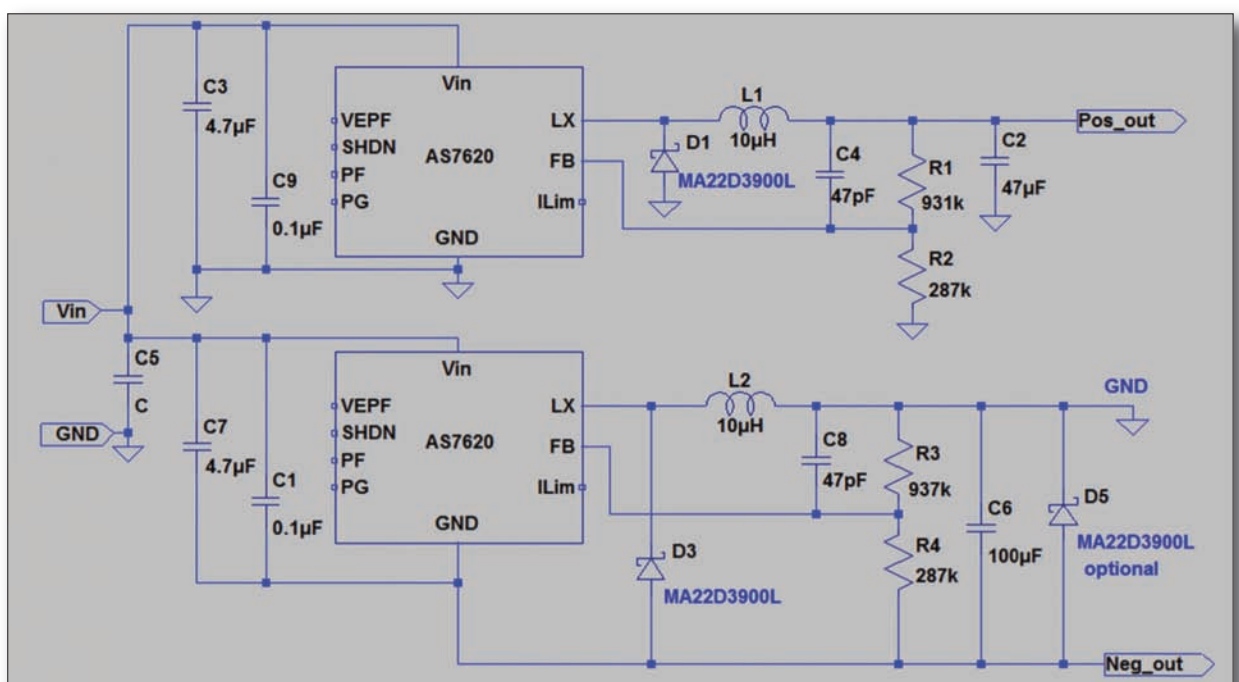 C3
4.7µF
C9
0.1µF
Vin
VEPF
SHDN
PF
PG
AS7620
LX
FB
ILim
GND
D1
MA22D3900L
L1
10µH
C4
47pF
R1
931k
C2
47µF
R2
287k
Pos_out
Vin
C5
C
GND
C7
4.7µF
C1
0.1µF
Vin
VEPF
SHDN
PF
PG
AS7620
LX
FB
ILim
GND
D3
MA22D3900L
L2
10µH
C8
47pF
R3
937k
R4
287k
C6
100µF
GND
D5
MA22D3900L
optional
Neg_out